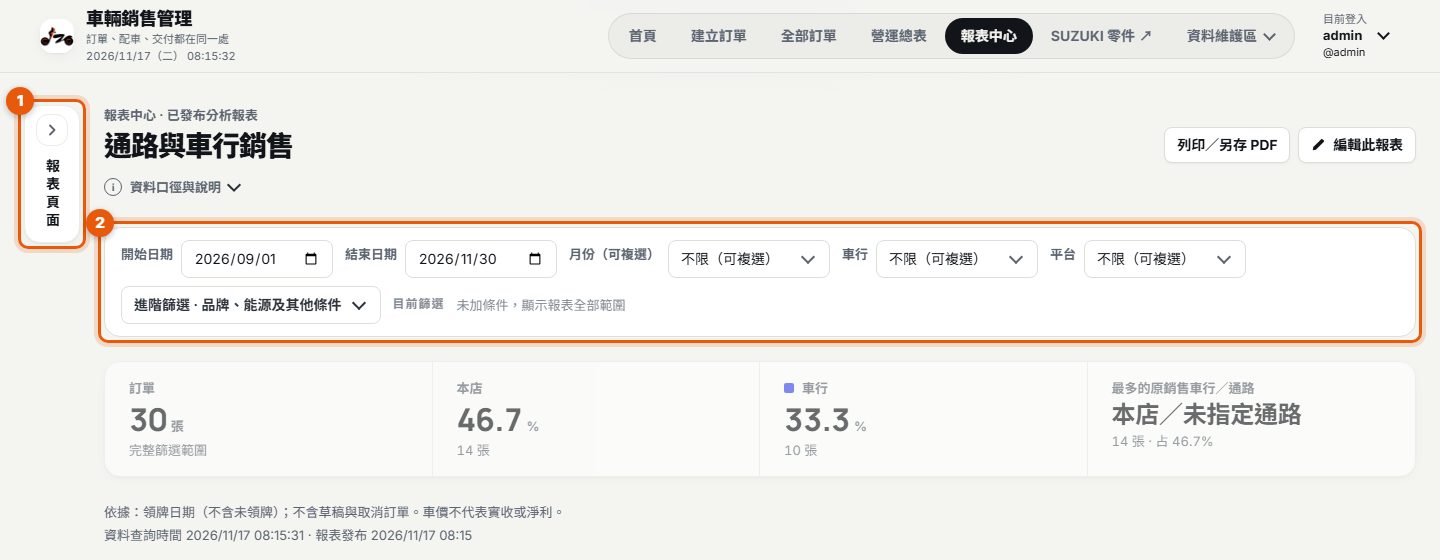 車輛銷售管理
訂單、配車、交付都在同一處
2026/11/17（二） 08:15:32
首頁 建立訂單 全部訂單 營運總表 報表中心 SUZUKI 零件 ↗ 資料維護區
目前登入
admin
@admin
1
報表頁面
報表中心 · 已發布分析報表
通路與車行銷售
列印／另存 PDF 編輯此報表
資料口徑與說明
2
開始日期 2026/09/01 結束日期 2026/11/30 月份（可複選） 不限（可複選） 車行 不限（可複選） 平台 不限（可複選）
進階篩選 · 品牌、能源及其他條件 目前篩選 未加條件，顯示報表全部範圍
訂單
30 張
完整篩選範圍
本店
46.7 %
14 張
車行
33.3 %
10 張
最多的原銷售車行／通路
本店／未指定通路
14 張 · 占 46.7%
依據：領牌日期（不含未領牌）；不含草稿與取消訂單。車價不代表實收或淨利。
資料查詢時間 2026/11/17 08:15:31 · 報表發布 2026/11/17 08:15